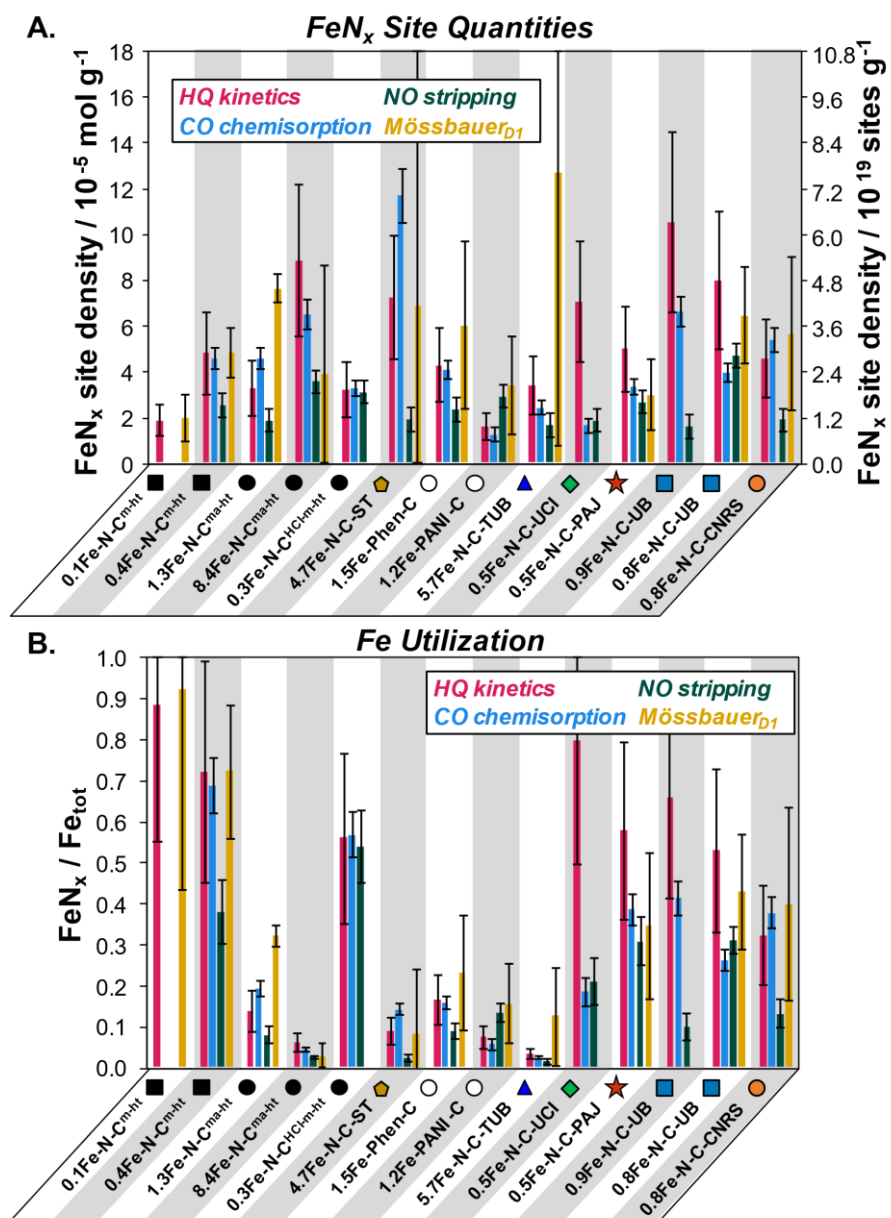 A.
FeNx Site Quantities
FeNx site density / 10-5 mol g-1
18
16
14
12
10
8
6
4
2
0
HQ kinetics NO stripping
CO chemisorption MössbauerD1
10.8
9.6
8.4
7.2
6.0
4.8
3.6
2.4
1.2
0.0
FeNx site density / 10 19 sites g-1
0.1Fe-N-Cm-ht
0.4Fe-N-Cm-ht
1.3Fe-N-Cma-ht
8.4Fe-N-Cma-ht
0.3Fe-N-CHCl-m-ht
4.7Fe-N-C-ST
1.5Fe-Phen-C
1.2Fe-PANI-C
5.7Fe-N-C-TUB
0.5Fe-N-C-UCI
0.5Fe-N-C-PAJ
0.9Fe-N-C-UB
0.8Fe-N-C-UB
0.8Fe-N-C-CNRS
B.
Fe Utilization
FeNx / Fetot
1.0
0.9
0.8
0.7
0.6
0.5
0.4
0.3
0.2
0.1
0.0
HQ kinetics NO stripping
CO chemisorption MössbauerD1
0.1Fe-N-Cm-ht
0.4Fe-N-Cm-ht
1.3Fe-N-Cma-ht
8.4Fe-N-Cma-ht
0.3Fe-N-CHCl-m-ht
4.7Fe-N-C-ST
1.5Fe-Phen-C
1.2Fe-PANI-C
5.7Fe-N-C-TUB
0.5Fe-N-C-UCI
0.5Fe-N-C-PAJ
0.9Fe-N-C-UB
0.8Fe-N-C-UB
0.8Fe-N-C-CNRS